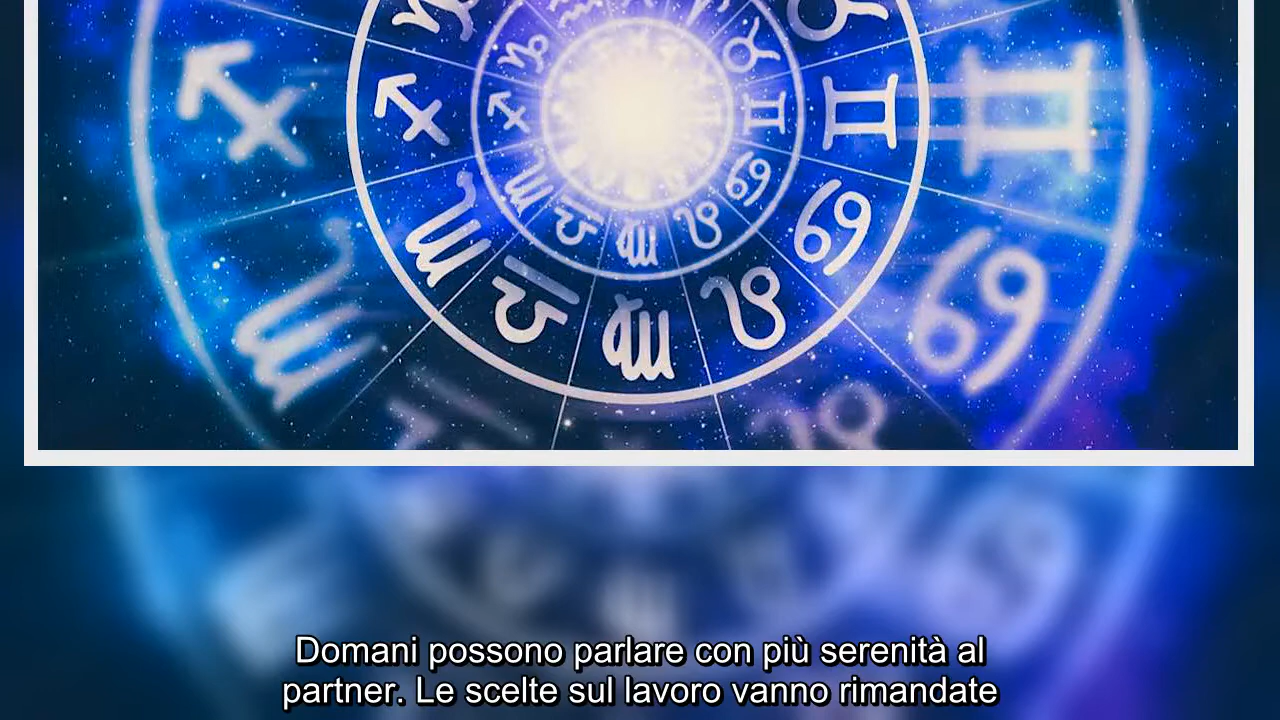 Domani possono parlare con più serenità al
partner. Le scelte sul lavoro vanno rimandate